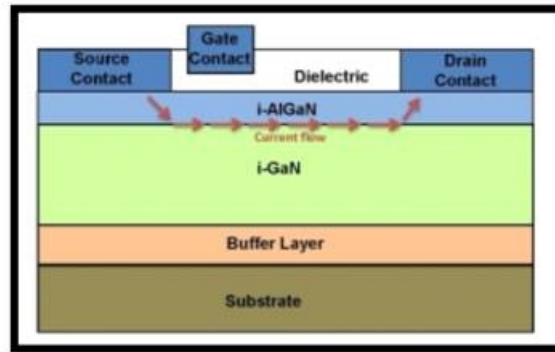 Gate
Contact
Source
Contact
Dielectric
Drain
Contact
i-AlGaN
Current flow
i-GaN
Buffer Layer
Substrate